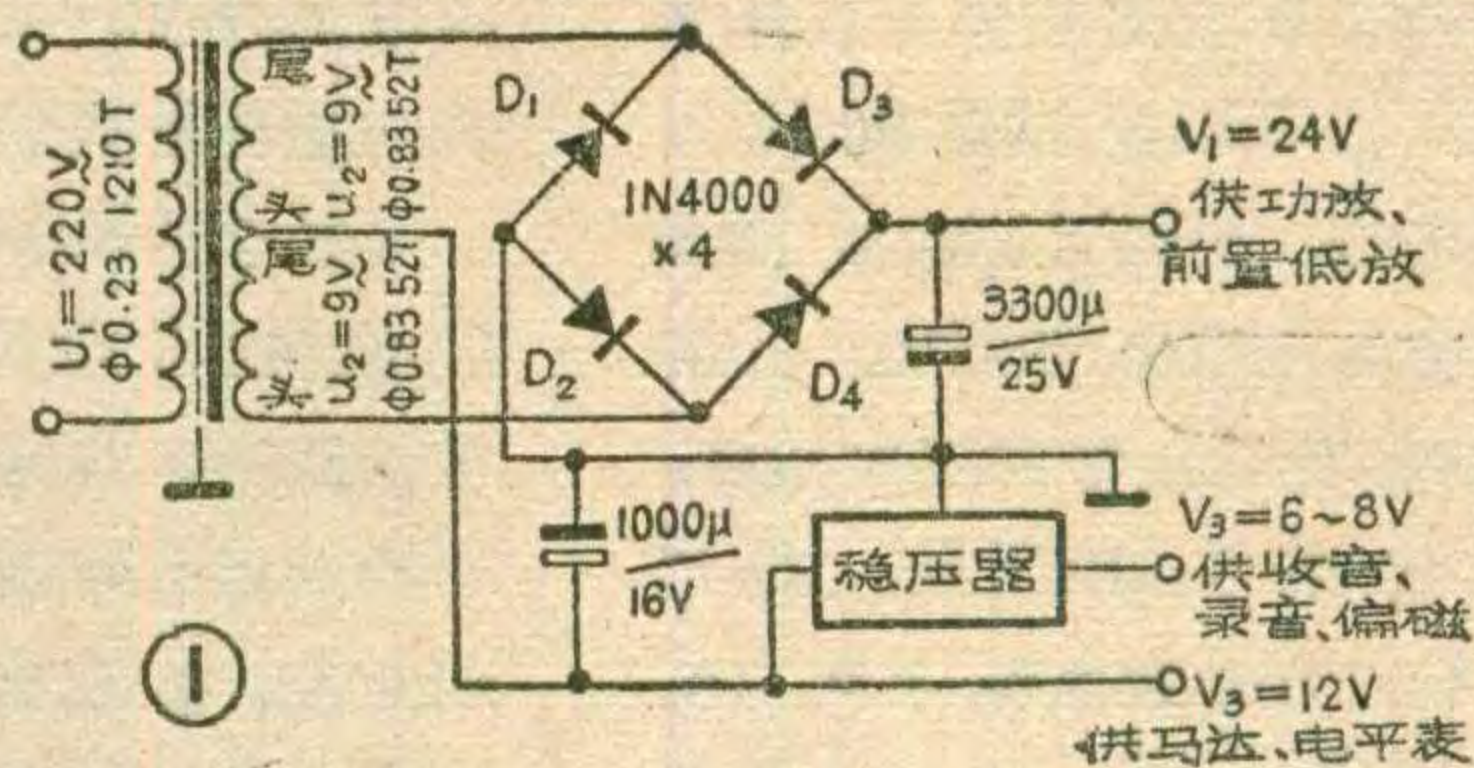 U₁=220V̰
φ0.23 1210T
尾
u₂=9V̰
φ0.83 52T
头
尾
u₂=9V̰
φ0.83 52T
头
D₁
D₃
1N4000
×4
D₂
D₄
V₁=24V
供功放、
前置低放
3300μ
25V
1000μ
16V
稳压器
V₃=6~8V
供收音、
录音、偏磁
V₃=12V
供马达、电平表
1